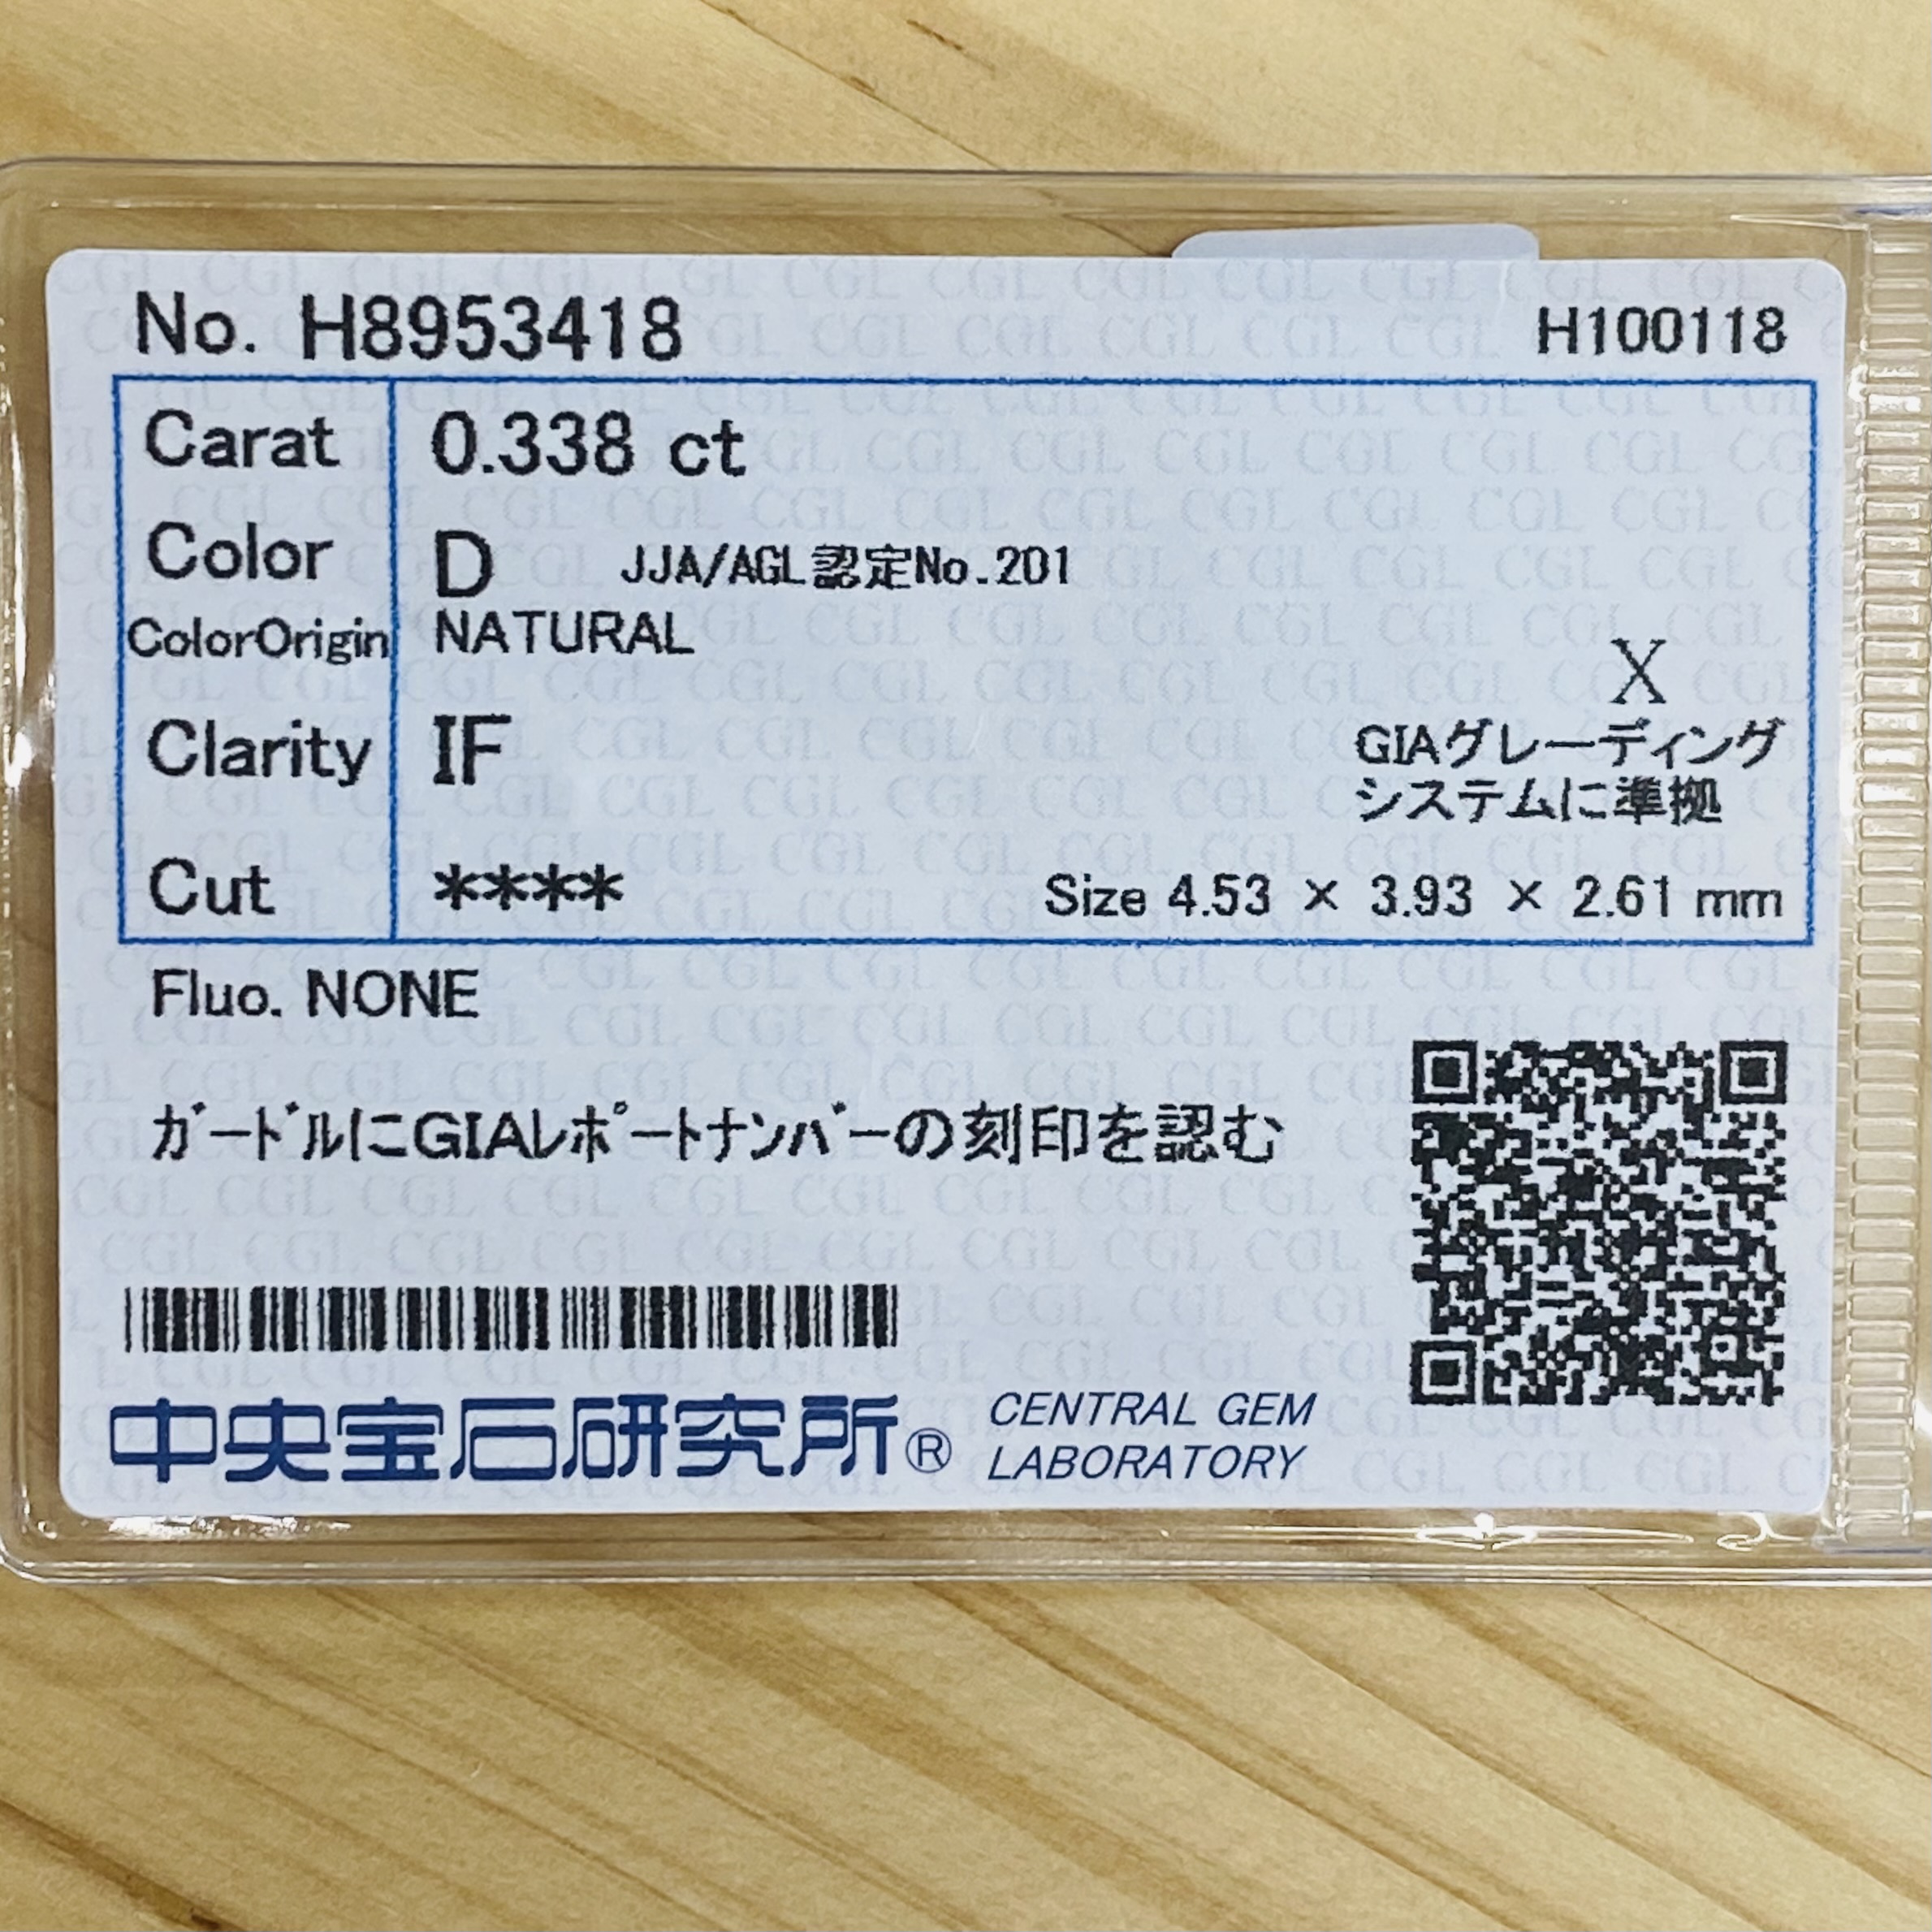 No. H8953418 H100118
Carat 0.338 ct
Color D JJA/AGL認定No.201
ColorOrigin NATURAL
X
Clarity IF GIAグレーディング
システムに準拠
Cut **** Size 4.53 × 3.93 × 2.61 mm
Fluo. NONE
ｶﾞｰﾄﾞﾙにGIAﾚﾎﾟｰﾄﾅﾝﾊﾞｰの刻印を認む
中央宝石研究所® CENTRAL GEM
LABORATORY